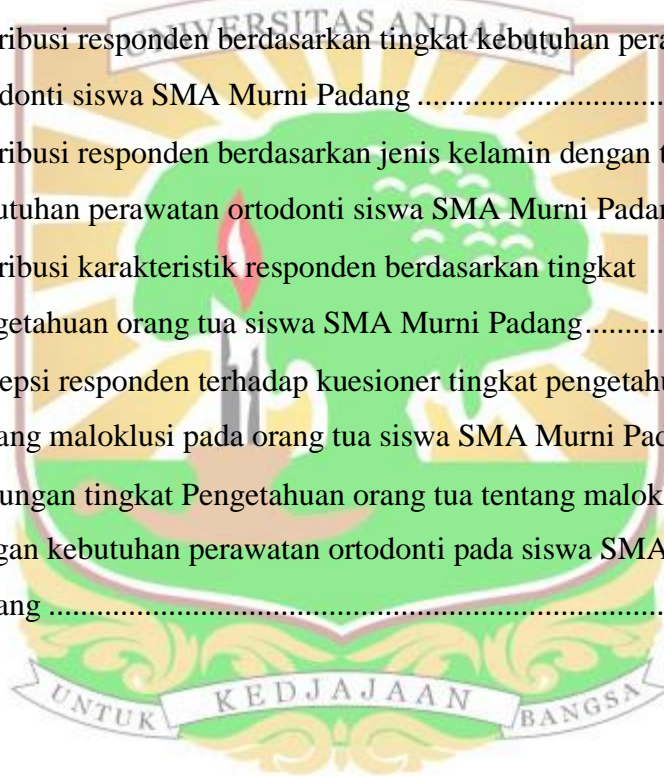 UNIVERSITAS ANDALAS
ribusi responden berdasarkan tingkat kebutuhan pera
donti siswa SMA Murni Padang ............................
ribusi responden berdasarkan jenis kelamin dengan t
utuhan perawatan ortodonti siswa SMA Murni Padan
ribusi karakteristik responden berdasarkan tingkat
getahuan orang tua siswa SMA Murni Padang..........
epsi responden terhadap kuesioner tingkat pengetahu
ang maloklusi pada orang tua siswa SMA Murni Pad
ungan tingkat Pengetahuan orang tua tentang malok
gan kebutuhan perawatan ortodonti pada siswa SMA
ang .............................................................................
UNTUK KEDJAJAAN BANGSA